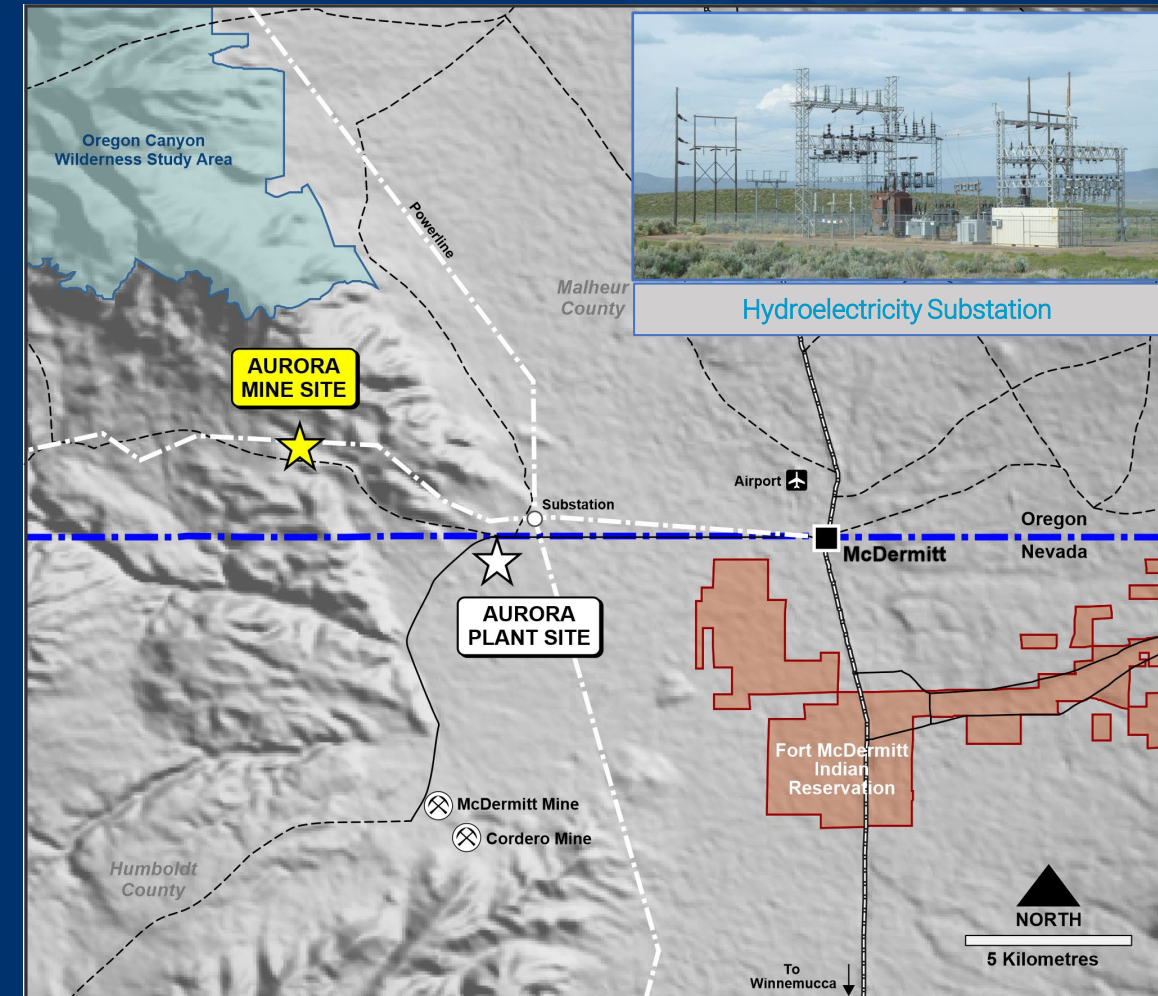 Oregon Canyon
Wilderness Study Area
Powerline
Malheur
County
Hydroelectricity Substation
AURORA
MINE SITE
Airport
Substation
Oregon
Nevada
McDermitt
AURORA
PLANT SITE
Fort McDermitt
Indian
Reservation
McDermitt Mine
Cordero Mine
Humboldt
County
NORTH
5 Kilometres
To
Winnemucca